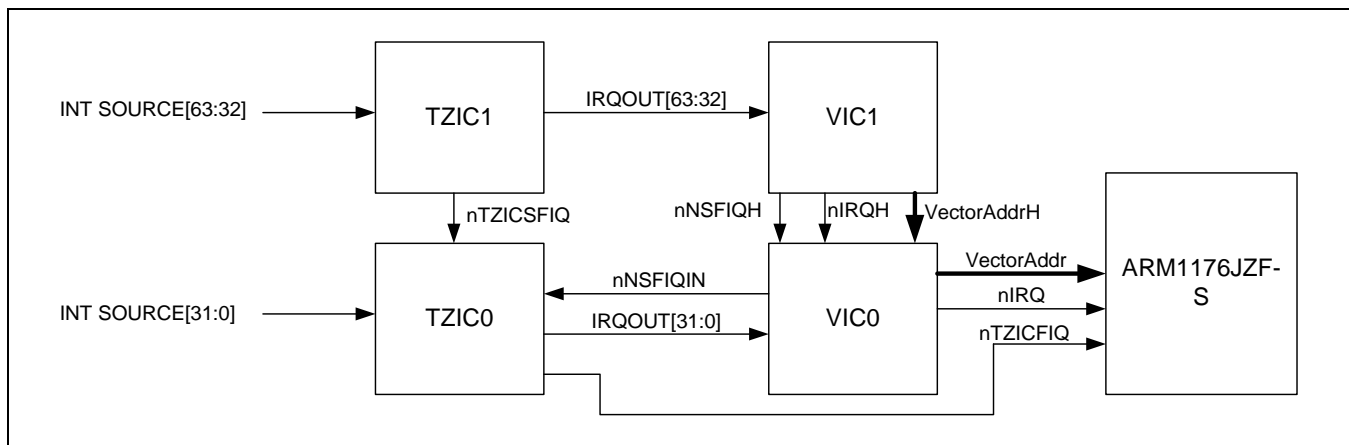 INT SOURCE[63:32]
TZIC1
IRQOUT[63:32]
VIC1
nTZICSFIQ
nNSFIQH
nIRQH
VectorAddrH
INT SOURCE[31:0]
TZIC0
nNSFIQIN
IRQOUT[31:0]
VIC0
VectorAddr
nIRQ
nTZICFIQ
ARM1176JZF-
S